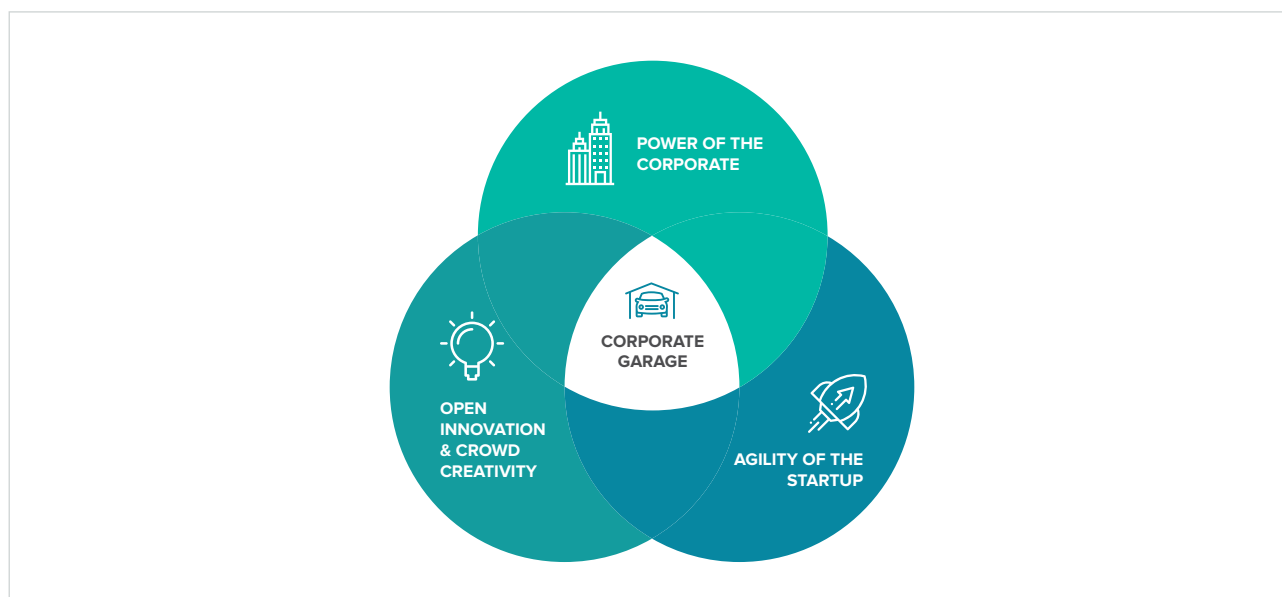 POWER OF THE
CORPORATE
CORPORATE
GARAGE
OPEN
INNOVATION
& CROWD
CREATIVITY
AGILITY OF THE
STARTUP